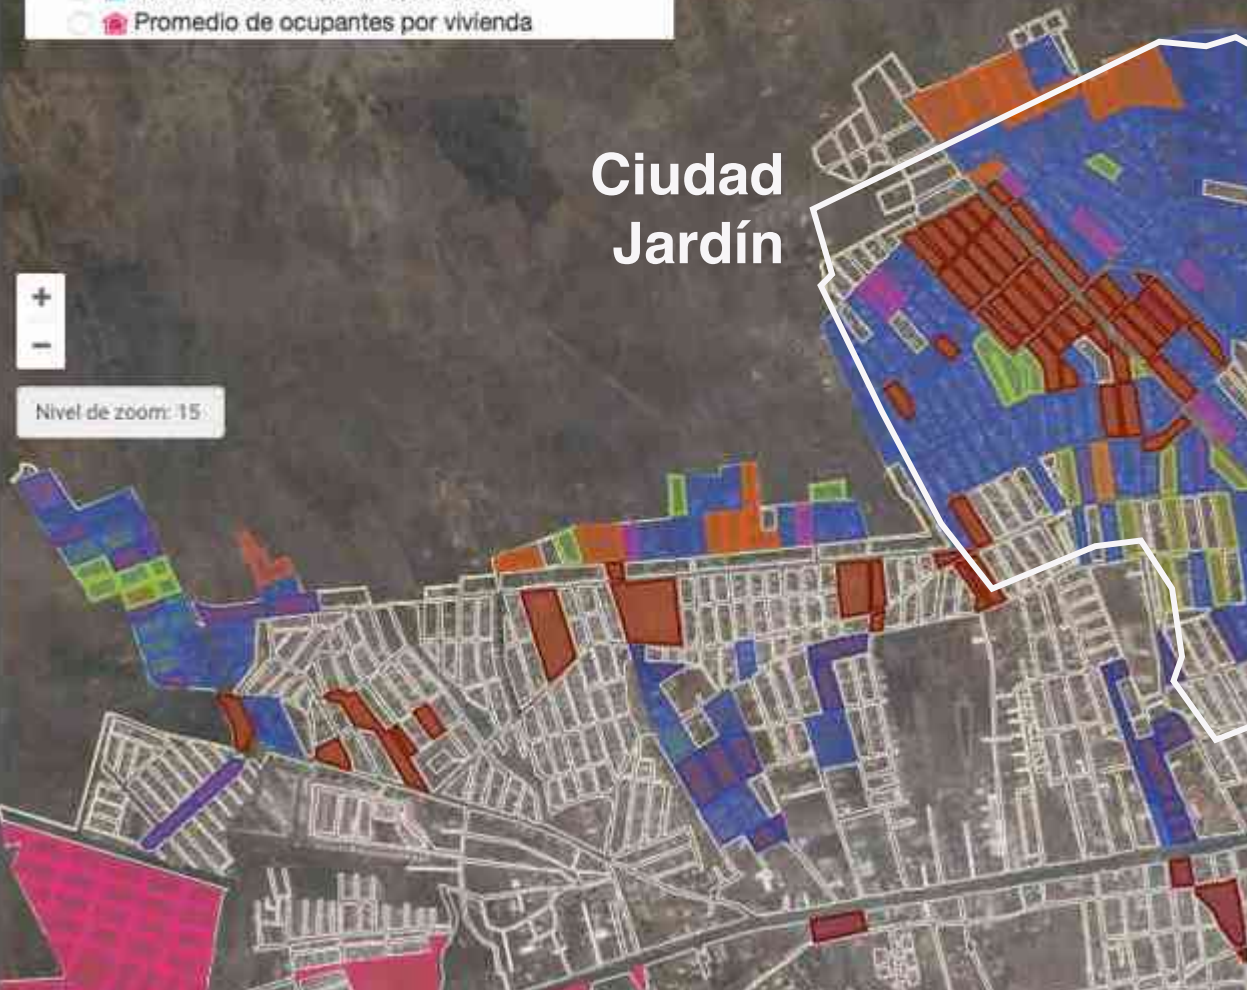 Promedio de ocupantes por vivienda
Ciudad
Jardín
+
−
Nivel de zoom: 15